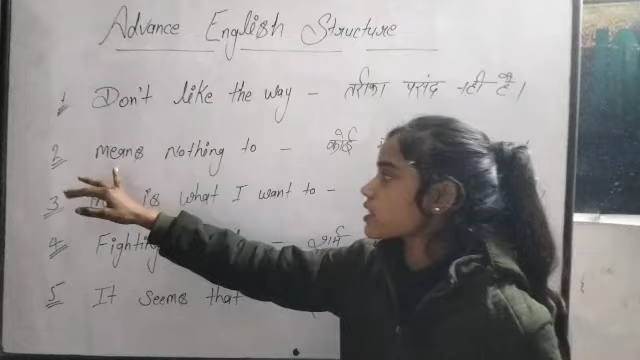 Advance English Structure
1 Don't like the way - तरीका पसंद नही है।
2 Means Nothing to - कोई
3 is what I want to -
4 Fighting - शर्म
5 It Seems that